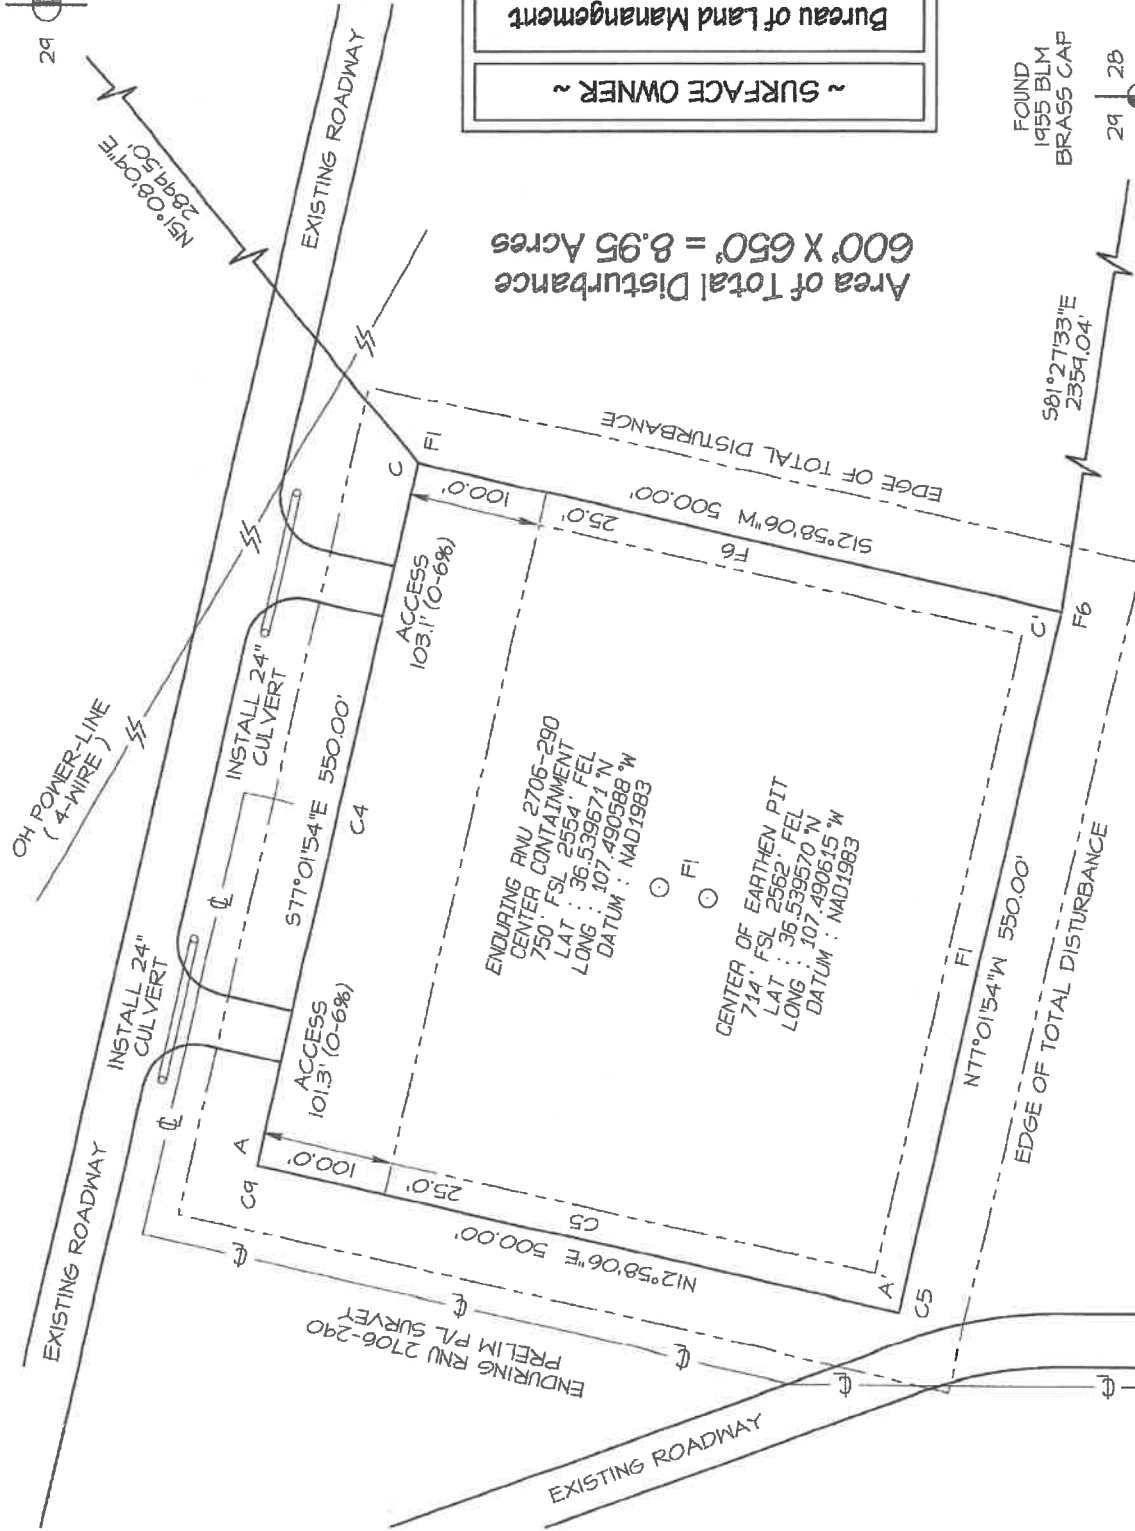 29
N51°08'09"E
2899.50'
EXISTING ROADWAY
Bureau of Land Manangement
~ SURFACE OWNER ~
FOUND
1955 BLM
BRASS CAP
29 | 28
Area of Total Disturbance
600' X 650' = 8.95 Acres
S81°27'33"E
2359.04'
OH POWER-LINE
( 4-WIRE )
INSTALL 24"
CULVERT
INSTALL 24"
CULVERT
EXISTING ROADWAY
C
F1
100.0'
ACCESS
103.1' (0-6%)
S77°01'54"E 550.00'
C4
ACCESS
101.3' (0-6%)
A
C9
100.0'
25.0'
25.0'
S12°58'06"W 500.00'
F6
EDGE OF TOTAL DISTURBANCE
ENDURING RNU 2706-290
CENTER CONTAINMENT
750' FSL 2554' FEL
LAT : 36.539671 °N
LONG : 107.490588 °W
DATUM : NAD1983
F1
CENTER OF EARTHEN PIT
714' FSL 2562' FEL
LAT : 36.539570 °N
LONG : 107.490615 °W
DATUM : NAD1983
C5
N12°58'06"E 500.00'
ENDURING RNU 2706-290
PRELIM P/L SURVEY
C'
F6
F1
N77°01'54"W 550.00'
EDGE OF TOTAL DISTURBANCE
A'
C5
EXISTING ROADWAY